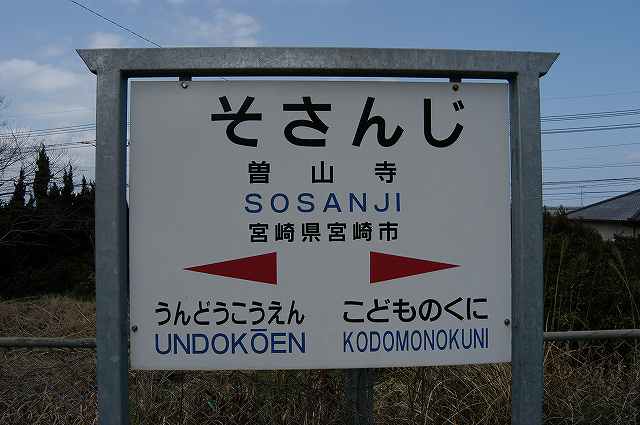 そさんじ
曽山寺
SOSANJI
宮崎県宮崎市
うんどうこうえん こどものくに
UNDOKŌEN KODOMONOKUNI